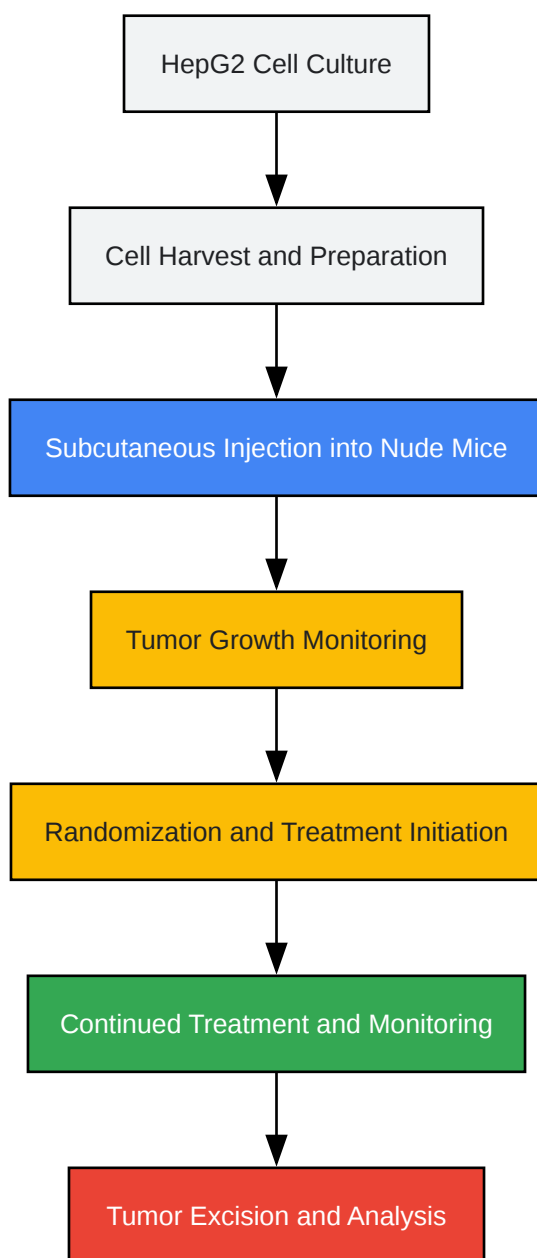 HepG2 Cell Culture
Cell Harvest and Preparation
Subcutaneous Injection into Nude Mice
Tumor Growth Monitoring
Randomization and Treatment Initiation
Continued Treatment and Monitoring
Tumor Excision and Analysis